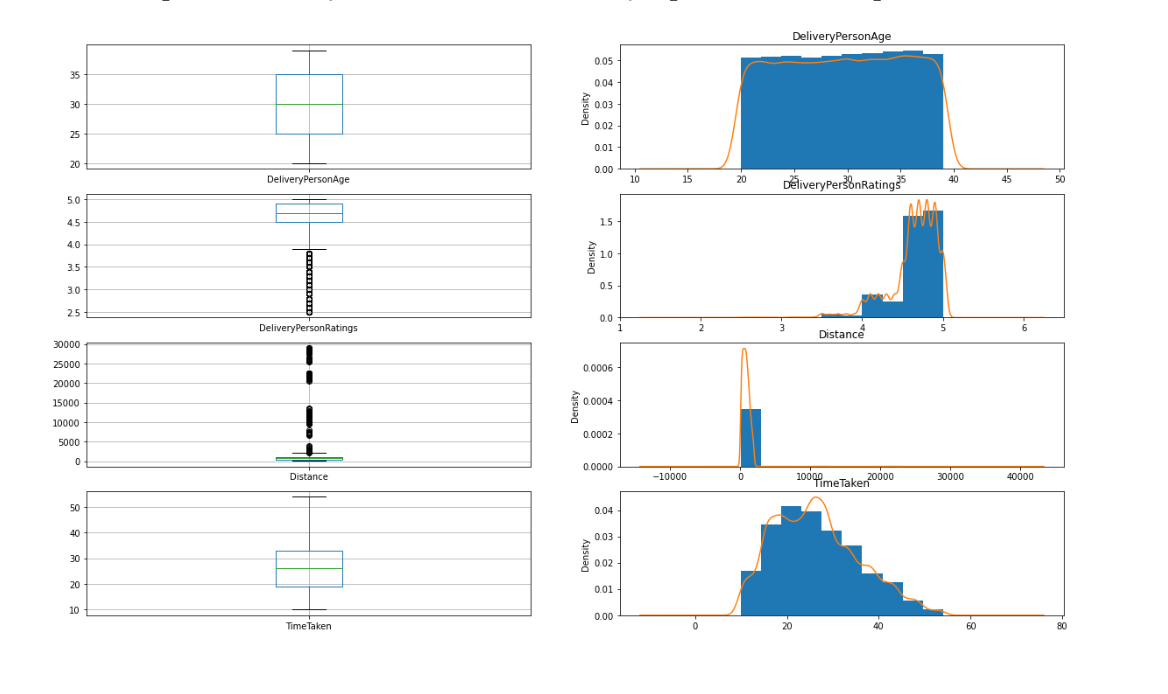 35
30
25
20
DeliveryPersonAge
DeliveryPersonAge
Density
0.05
0.04
0.03
0.02
0.01
0.00
10 15 20 25 30 35 40 45 50
5.0
4.5
4.0
3.5
3.0
2.5
DeliveryPersonRatings
DeliveryPersonRatings
Density
1.5
1.0
0.5
0.0
1 2 3 4 5 6
30000
25000
20000
15000
10000
5000
0
Distance
Distance
Density
0.0006
0.0004
0.0002
0.0000
−10000 0 10000 20000 30000 40000
50
40
30
20
10
TimeTaken
TimeTaken
Density
0.04
0.03
0.02
0.01
0.00
0 20 40 60 80